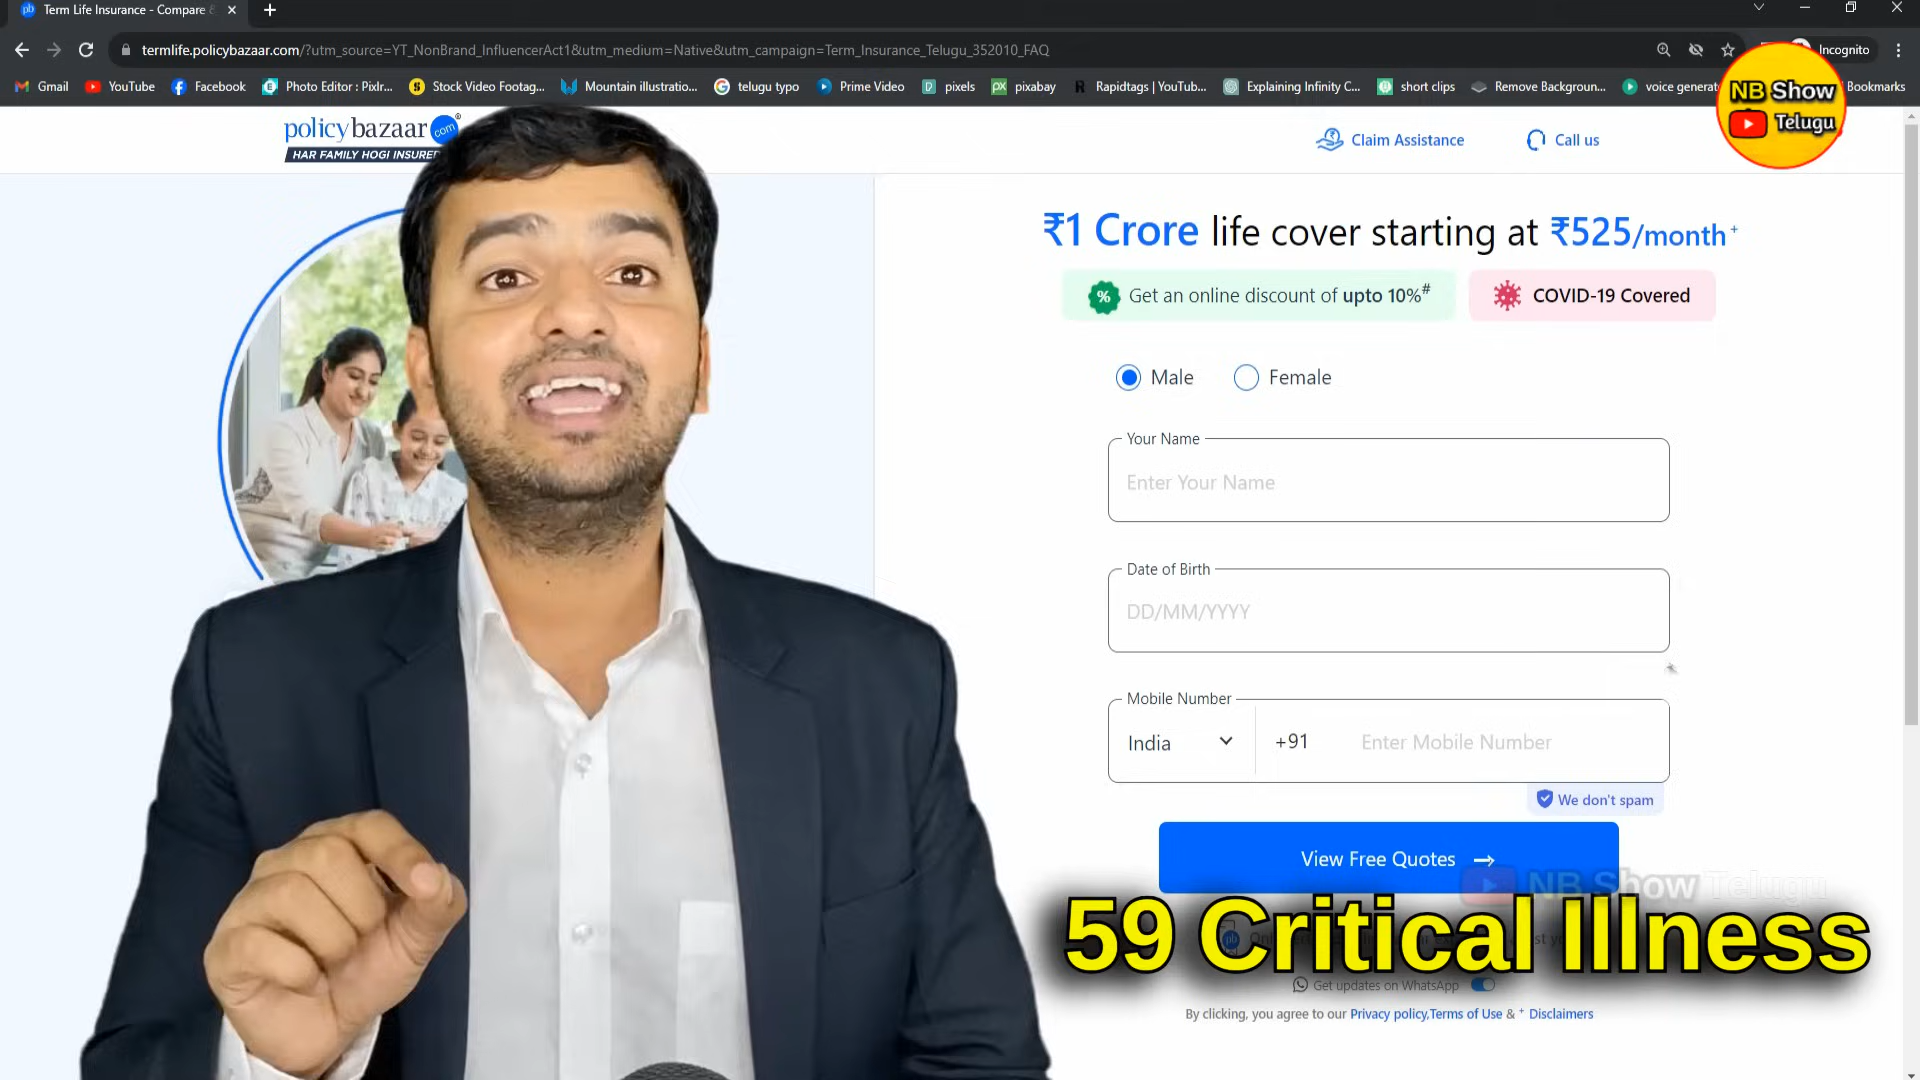 Term Life Insurance - Compare &
termlife.policybazaar.com/?utm_source=YT_NonBrand_InfluencerAct1&utm_medium=Native&utm_campaign=Term_Insurance_Telugu_352010_FAQ
Incognito
Gmail YouTube Facebook Photo Editor : Pixlr... Stock Video Footag... Mountain illustratio... telugu typo Prime Video pixels pixabay Rapidtags | YouTub... Explaining Infinity C... short clips Remove Backgroun... voice generat Bookmarks
NB Show
Telugu
policybazaar.com
HAR FAMILY HOGI INSURED
Claim Assistance Call us
₹1 Crore life cover starting at ₹525/month+
% Get an online discount of upto 10%# COVID-19 Covered
Male Female
Your Name
Enter Your Name
Date of Birth
DD/MM/YYYY
Mobile Number
India +91 Enter Mobile Number
We don't spam
View Free Quotes →
NB Show Telugu
59 Critical Illness
Get updates on WhatsApp
By clicking, you agree to our Privacy policy,Terms of Use & + Disclaimers